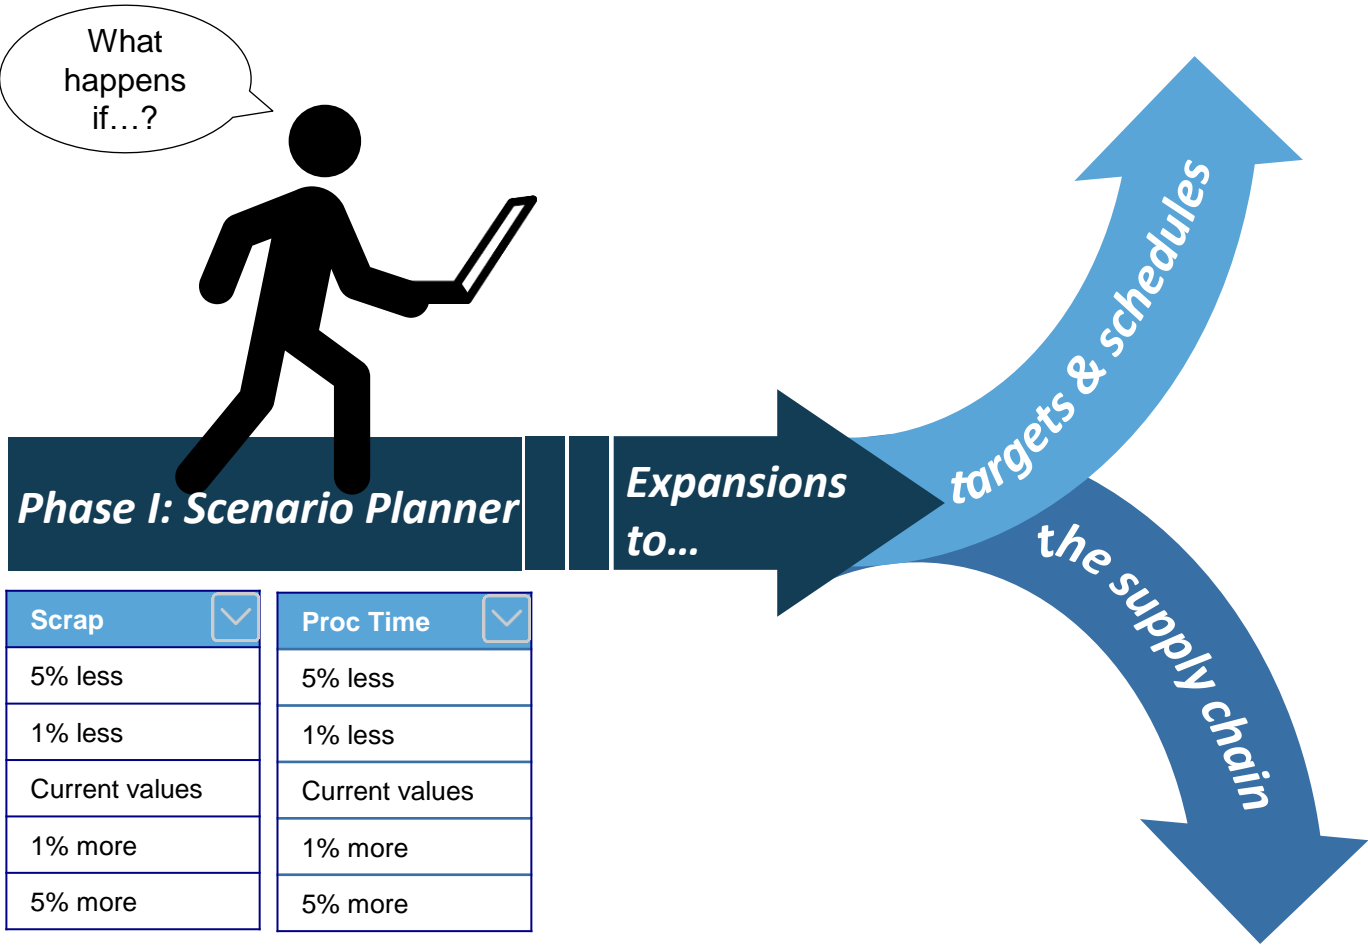 What
happens
if…?
Phase I: Scenario Planner
Expansions
to…
targets & schedules
the supply chain
Scrap
5% less
1% less
Current values
1% more
5% more
Proc Time
5% less
1% less
Current values
1% more
5% more